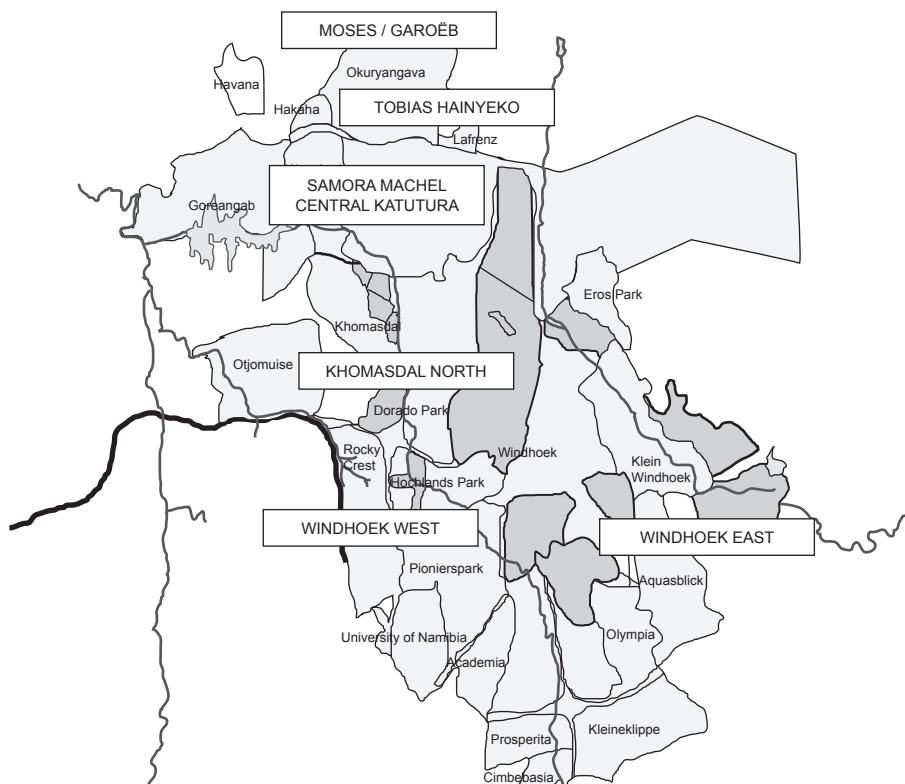 MOSES / GAROËB
Okuryangava
Havana
Hakaha
TOBIAS HAINYEKO
Lafrenz
SAMORA MACHEL
CENTRAL KATUTURA
Goreangab
Eros Park
Khomasdal
Otjomuise
KHOMASDAL NORTH
Dorado Park
Rocky
Crest
Windhoek
Klein
Windhoek
Hochlands Park
WINDHOEK WEST
WINDHOEK EAST
Pionierspark
Aquasblick
University of Namibia
Olympia
Academia
Prosperita
Kleineklippe
Cimbebasia